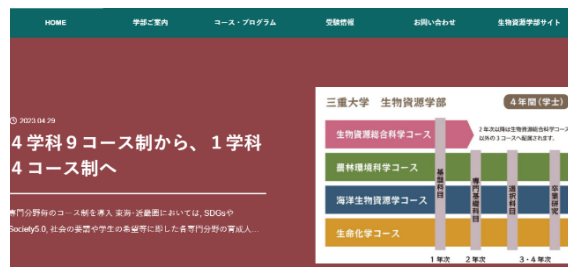 HOME 学部ご案内 コース・プログラム 受験情報 お問い合わせ 生物資源学部サイト
2023.04.29
４学科９コース制から、１学科
４コース制へ
専門分野毎のコース制を導入 東海・近畿圏においては, SDGsや
Society5.0, 社会の要請や学生の希望等に即した各専門分野の育成人…
三重大学 生物資源学部
4年間(学士)
生物資源総合科学コース
2年次以降は生物資源総合科学コース
以外の3コースへ配属されます。
農林環境科学コース
海洋生物資源学コース
生命化学コース
基盤科目
専門基礎科目
選択科目
卒業研究
1年次 2年次 3・4年次